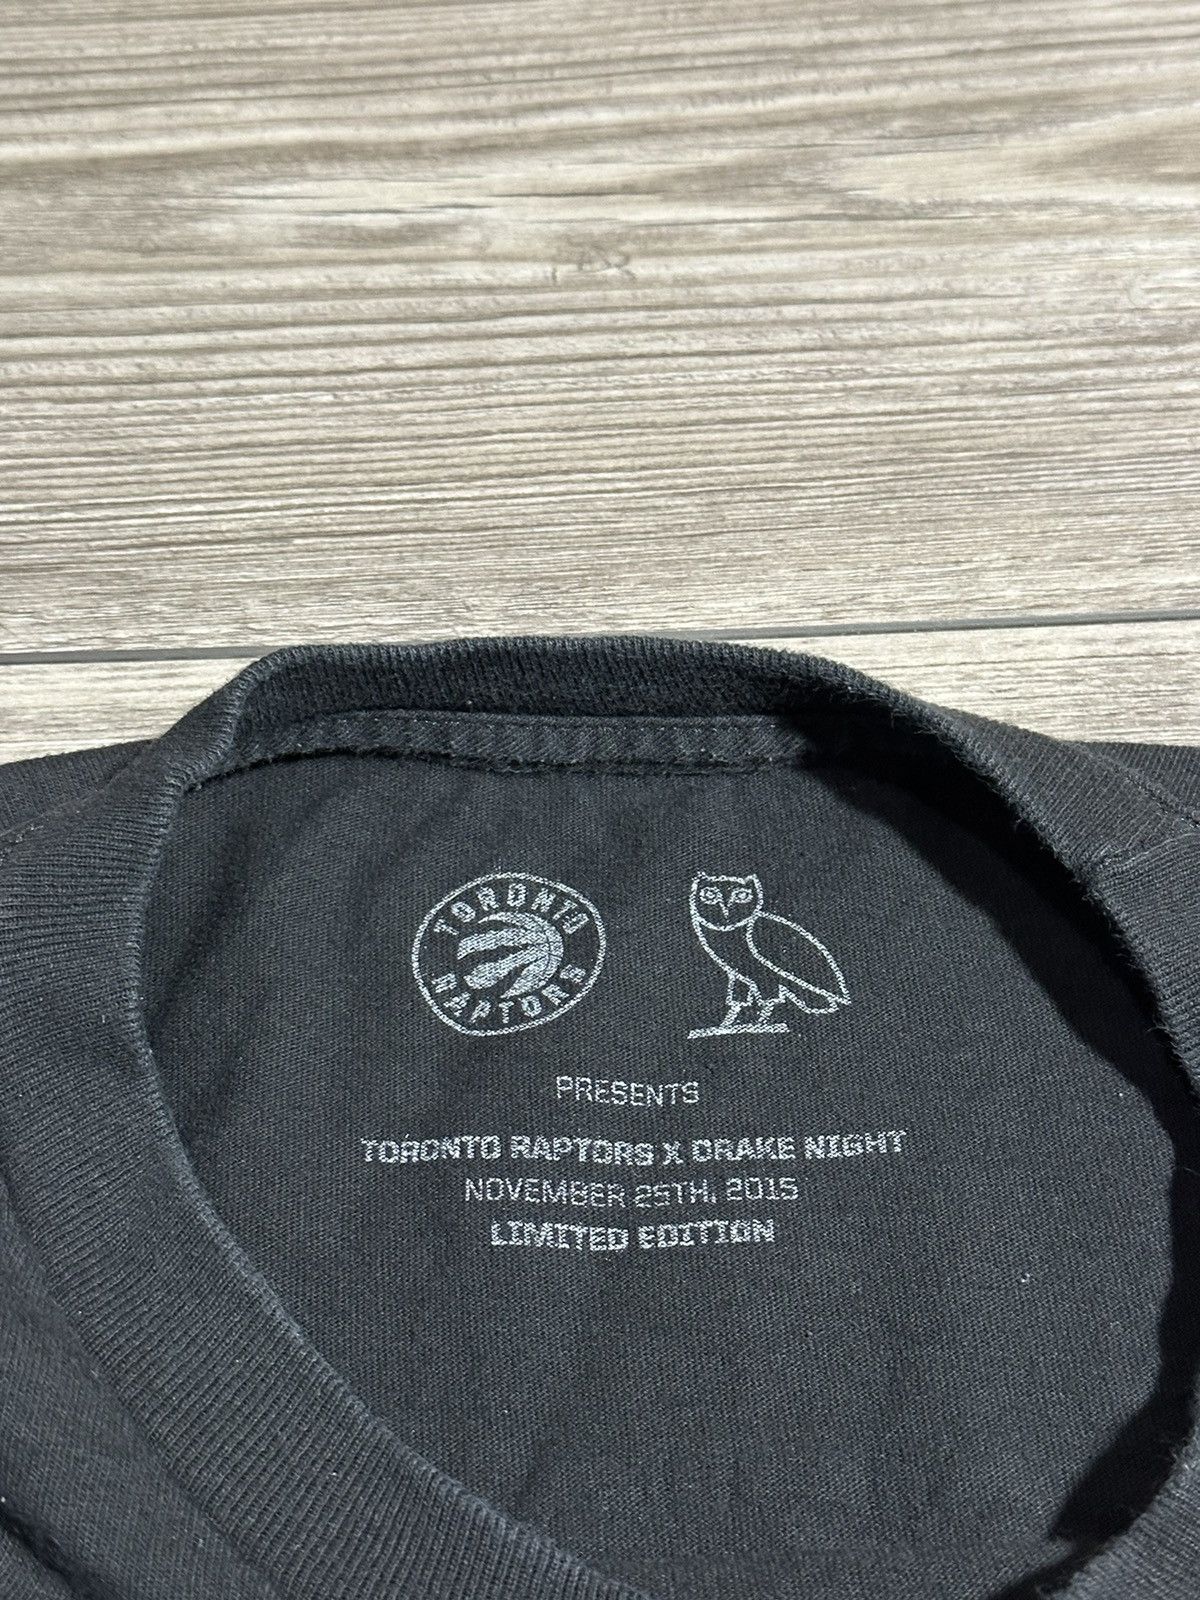 TORONTO
RAPTORS
PRESENTS
TORONTO RAPTORS X DRAKE NIGHT
NOVEMBER 25TH, 2015
LIMITED EDITION